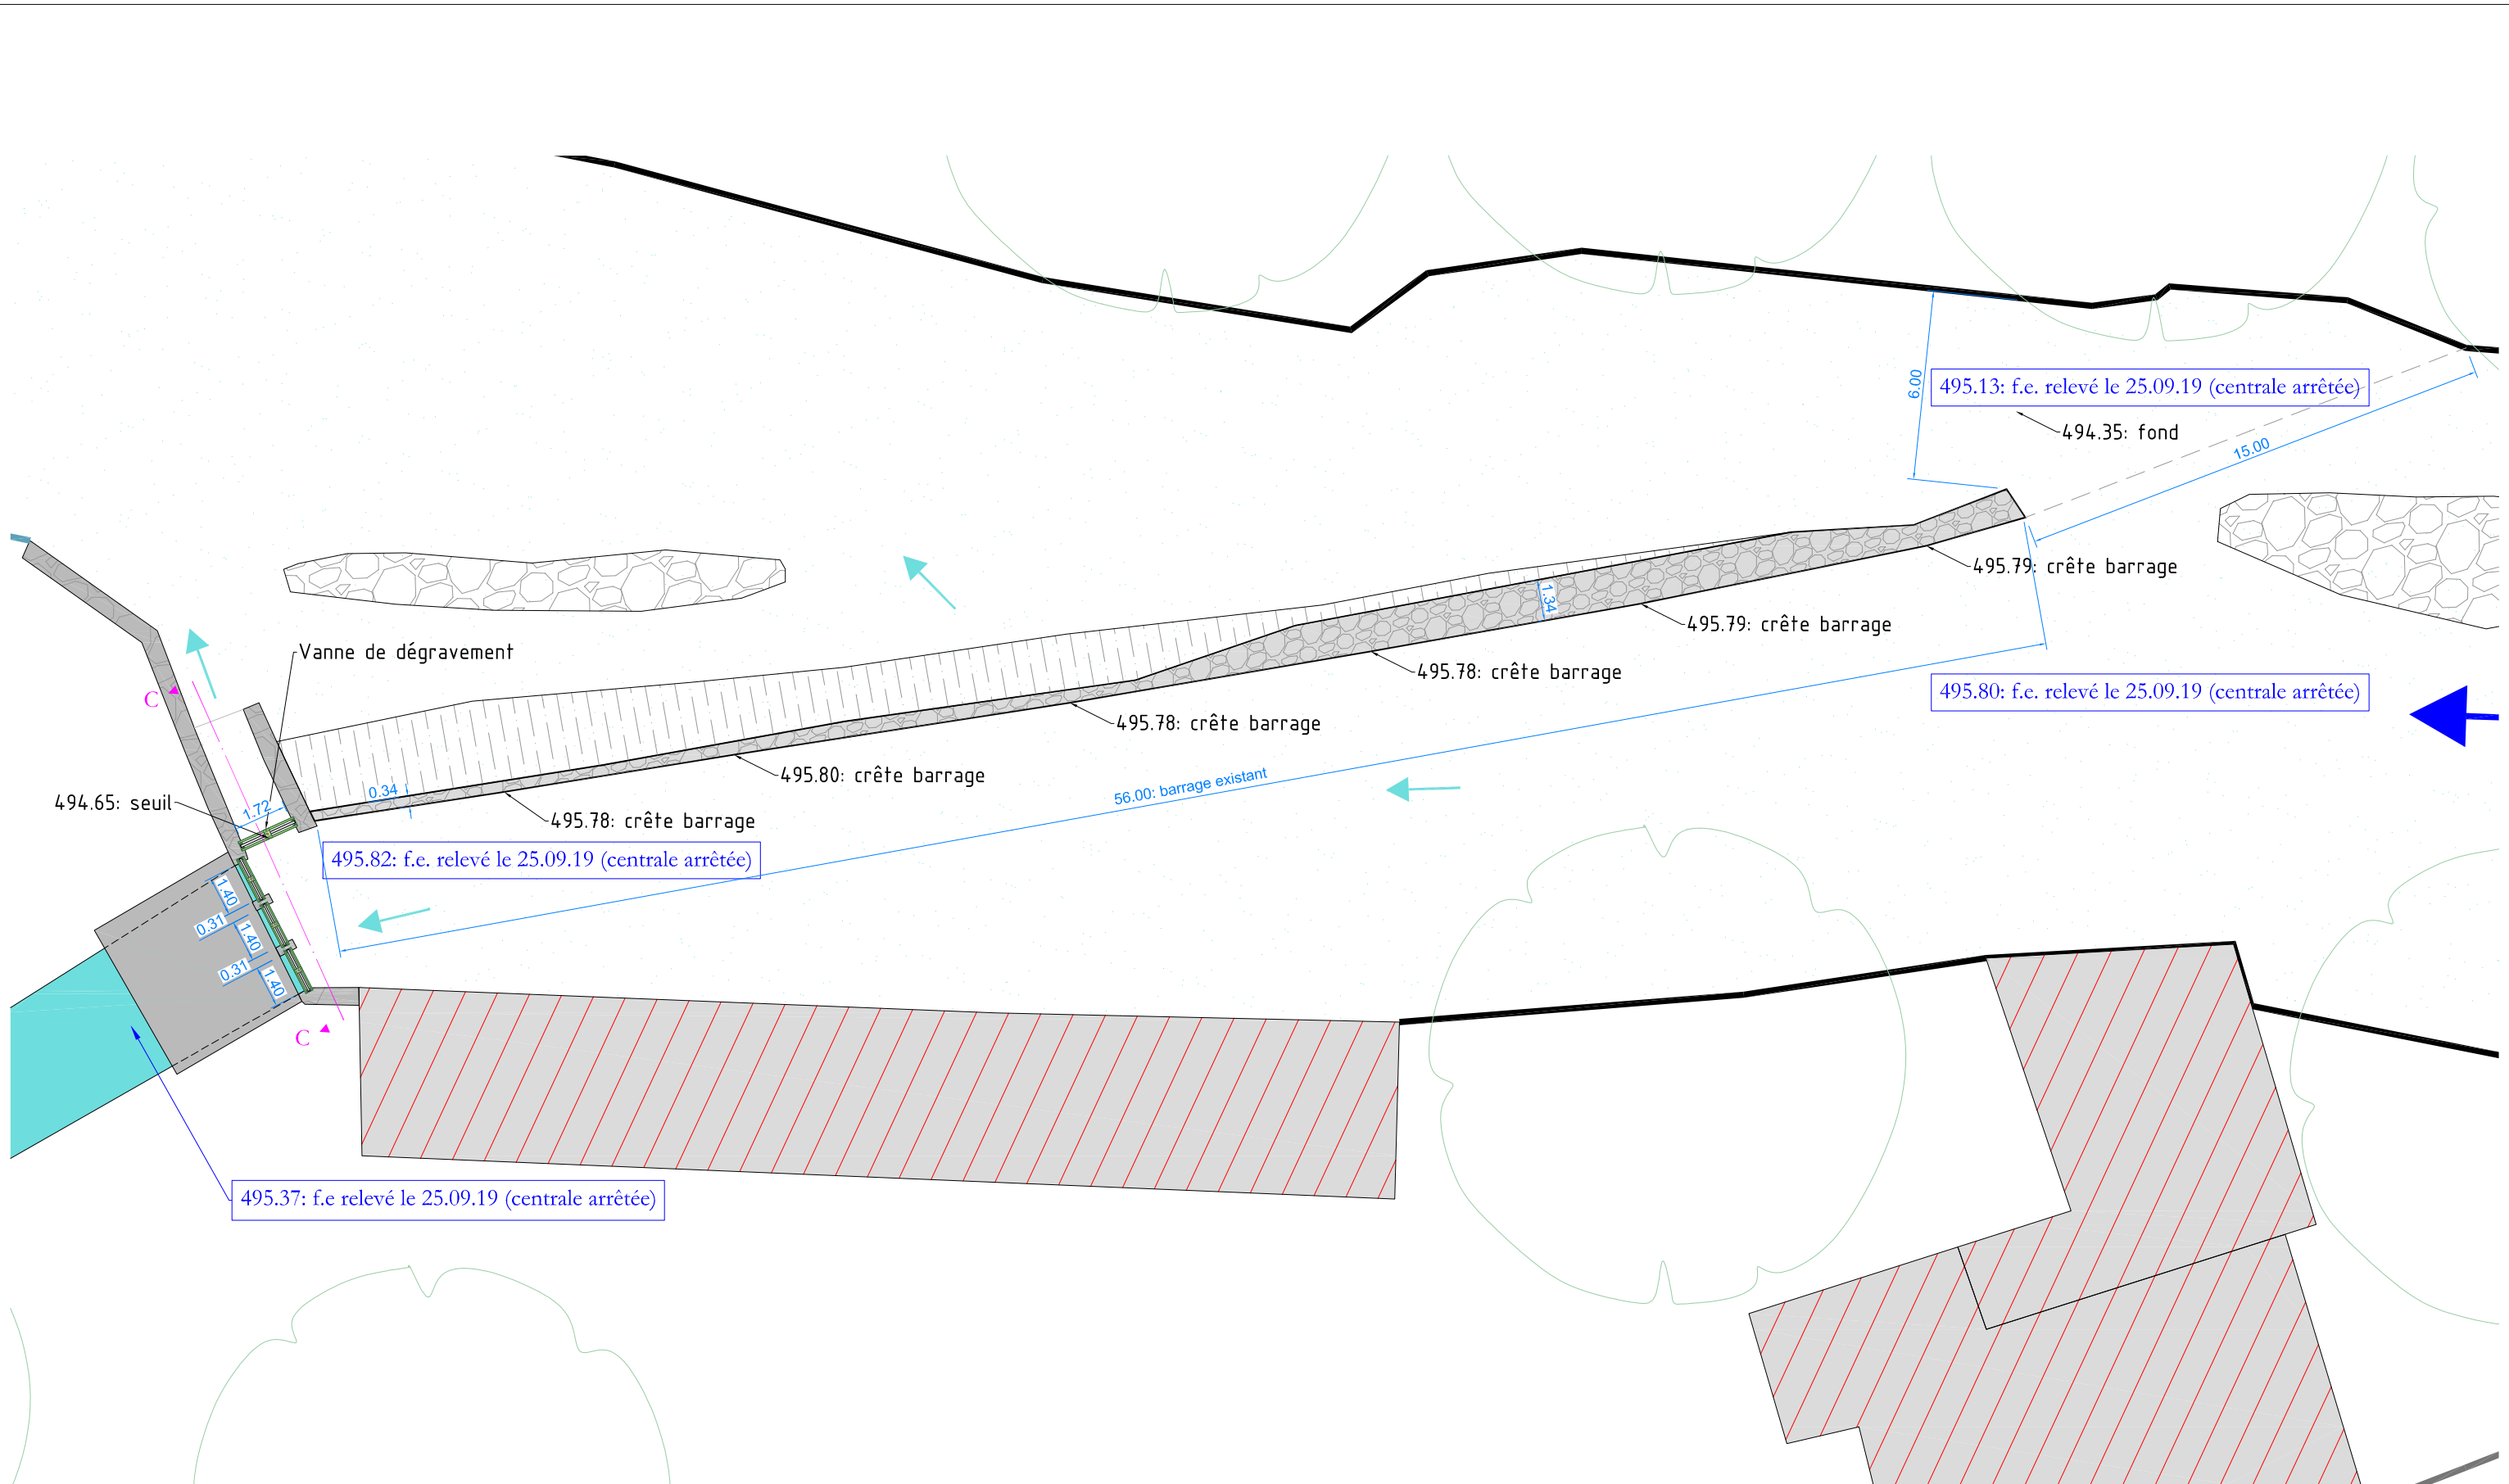 6.00
495.13: f.e. relevé le 25.09.19 (centrale arrêtée)
494.35: fond
15.00
495.79: crête barrage
1.34
495.79: crête barrage
Vanne de dégravement
495.78: crête barrage
C
495.80: f.e. relevé le 25.09.19 (centrale arrêtée)
495.78: crête barrage
495.80: crête barrage
56.00: barrage existant
0.34
494.65: seuil
1.72
495.78: crête barrage
495.82: f.e. relevé le 25.09.19 (centrale arrêtée)
1.40
0.31
1.40
0.31
1.40
C
495.37: f.e relevé le 25.09.19 (centrale arrêtée)